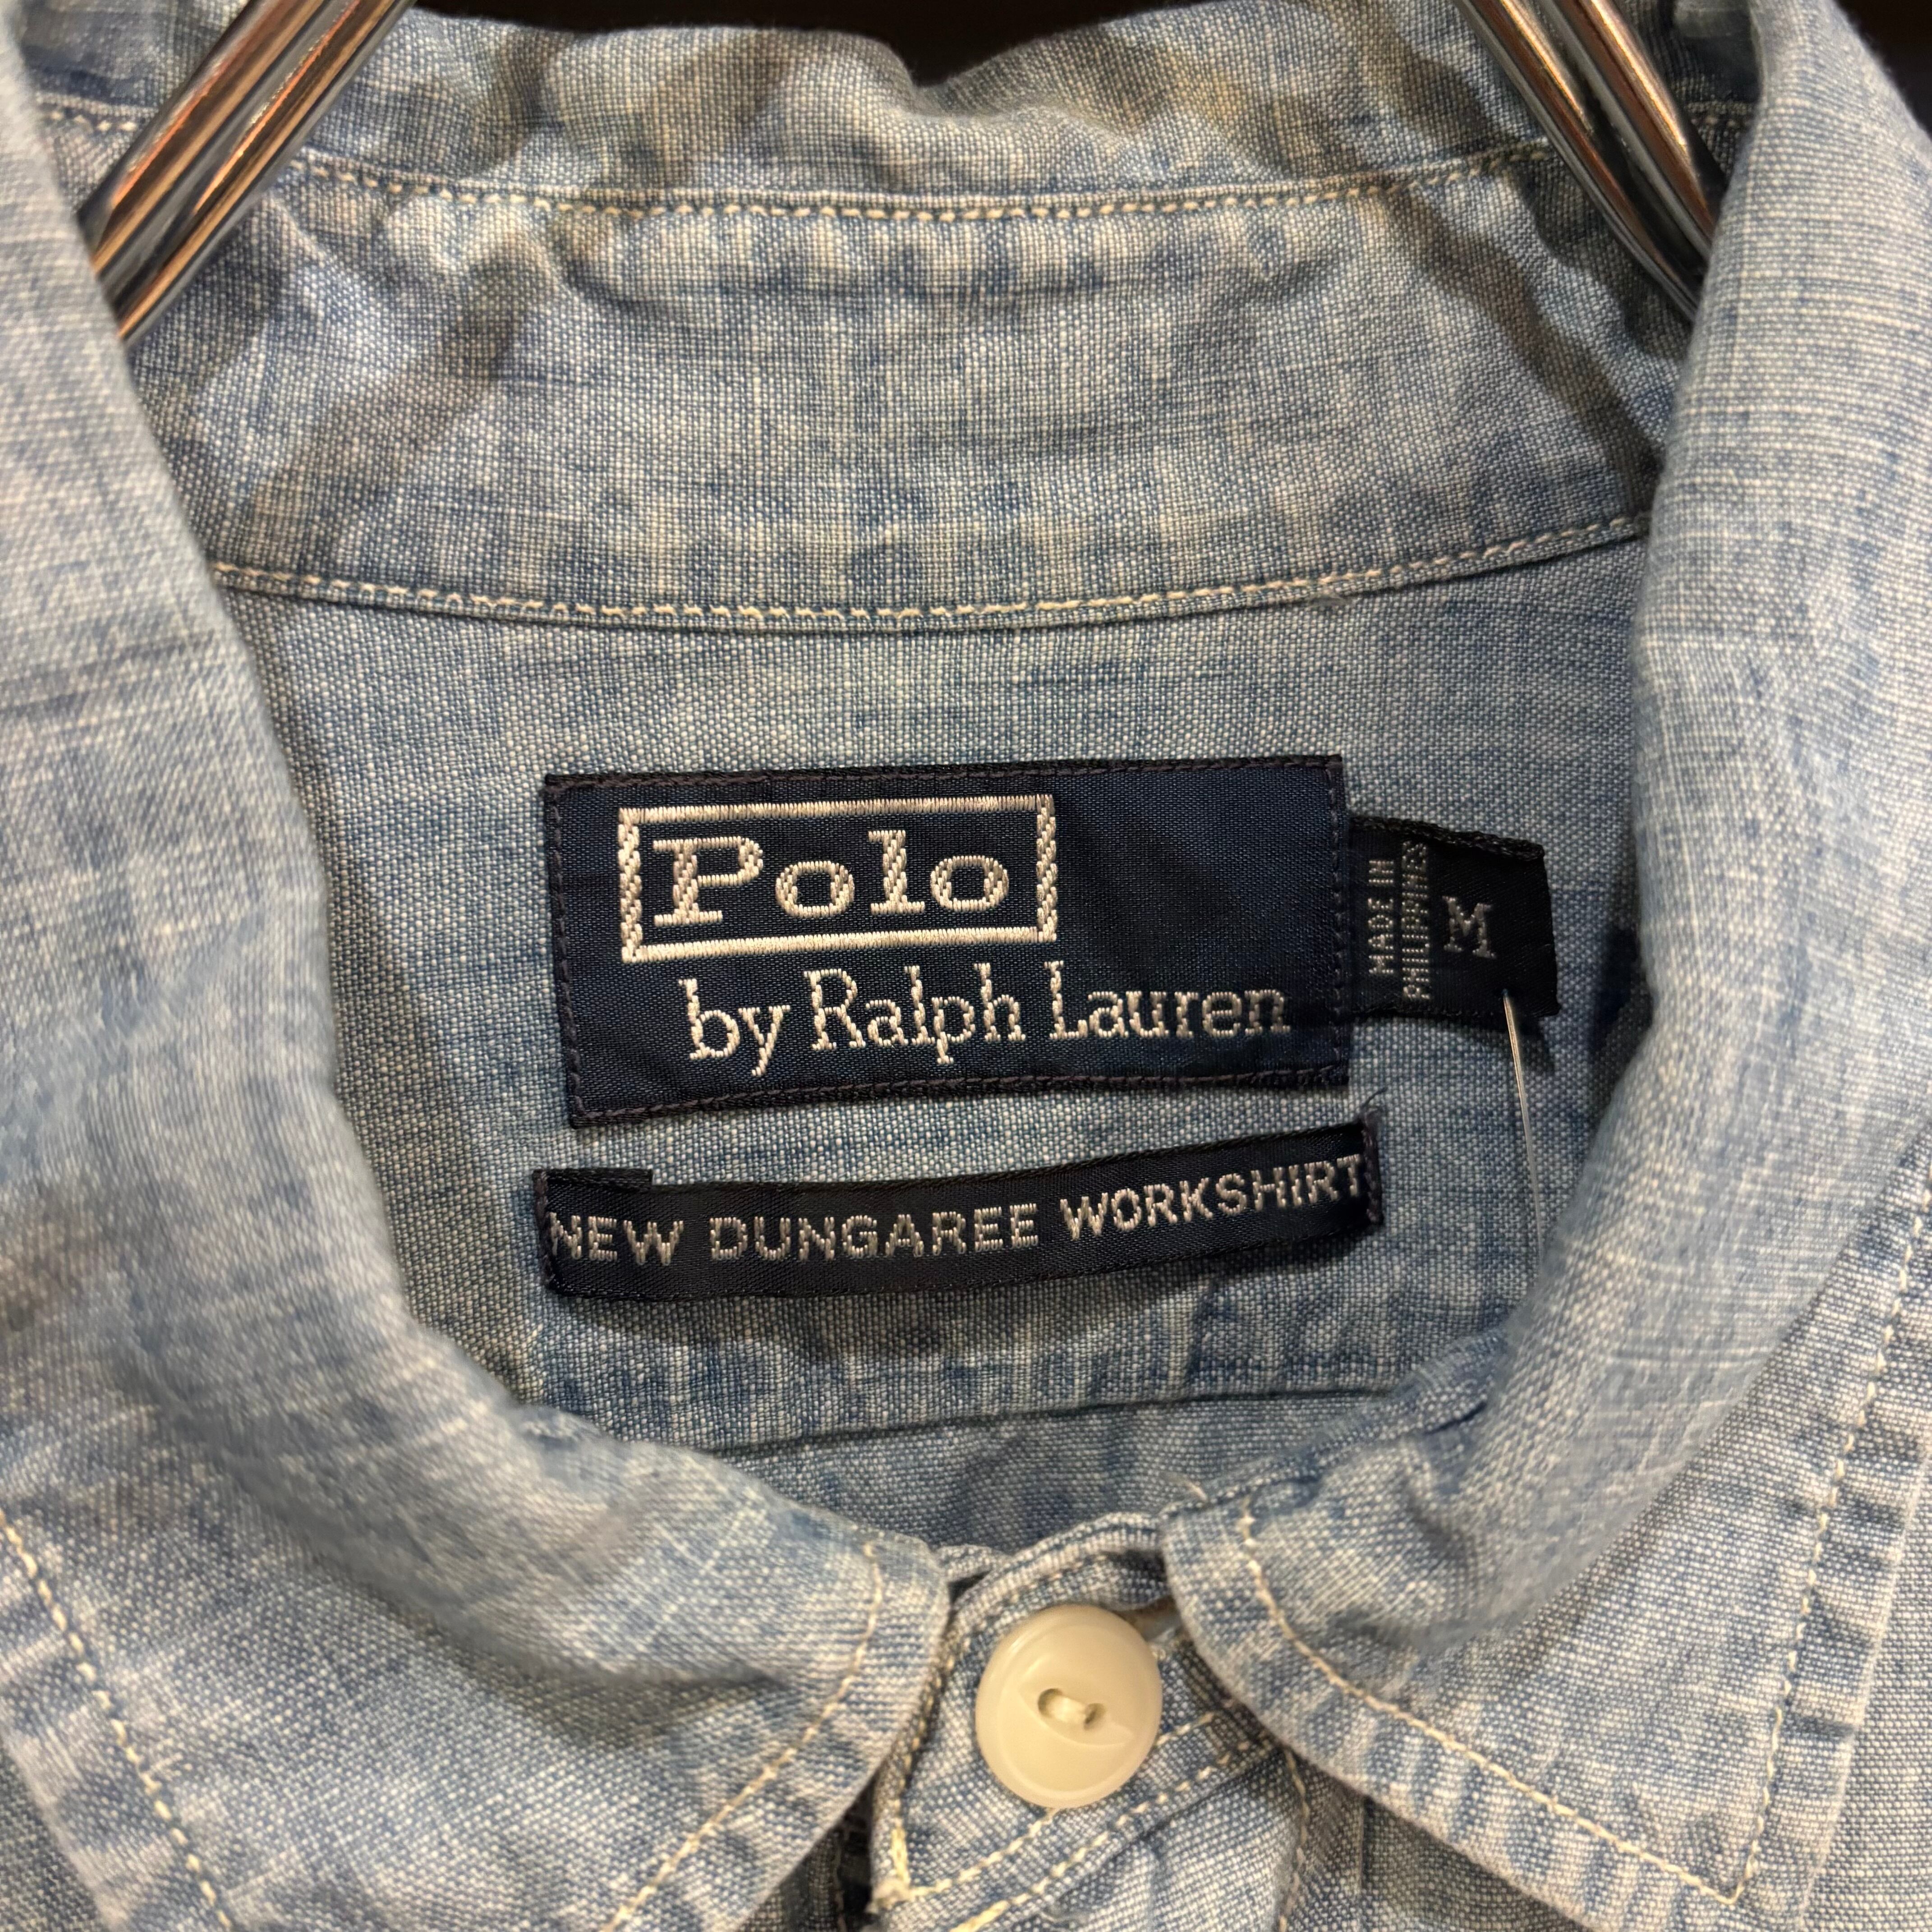 Polo
by Ralph Lauren
MADE IN
PHILIPPINES
M
NEW DUNGAREE WORKSHIRT